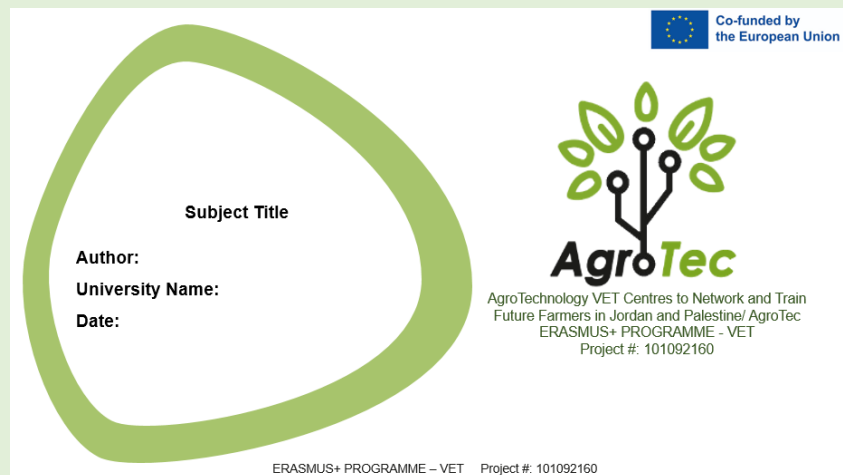 Co-funded by
the European Union
Subject Title
Author:
University Name:
Date:
AgroTec
AgroTechnology VET Centres to Network and Train
Future Farmers in Jordan and Palestine/ AgroTec
ERASMUS+ PROGRAMME - VET
Project #: 101092160
ERASMUS+ PROGRAMME – VET Project #: 101092160